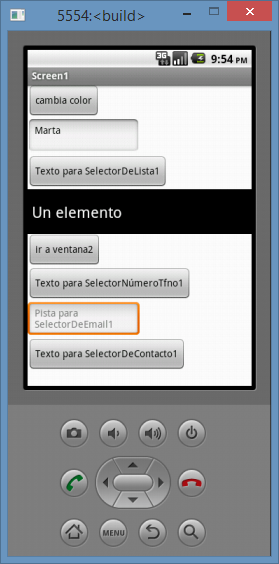 5554:<build>
3G 9:54 PM
Screen1
cambia color
Marta
Texto para SelectorDeLista1
Un elemento
ir a ventana2
Texto para SelectorNúmeroTfno1
Pista para
SelectorDeEmail1
Texto para SelectorDeContacto1
MENU